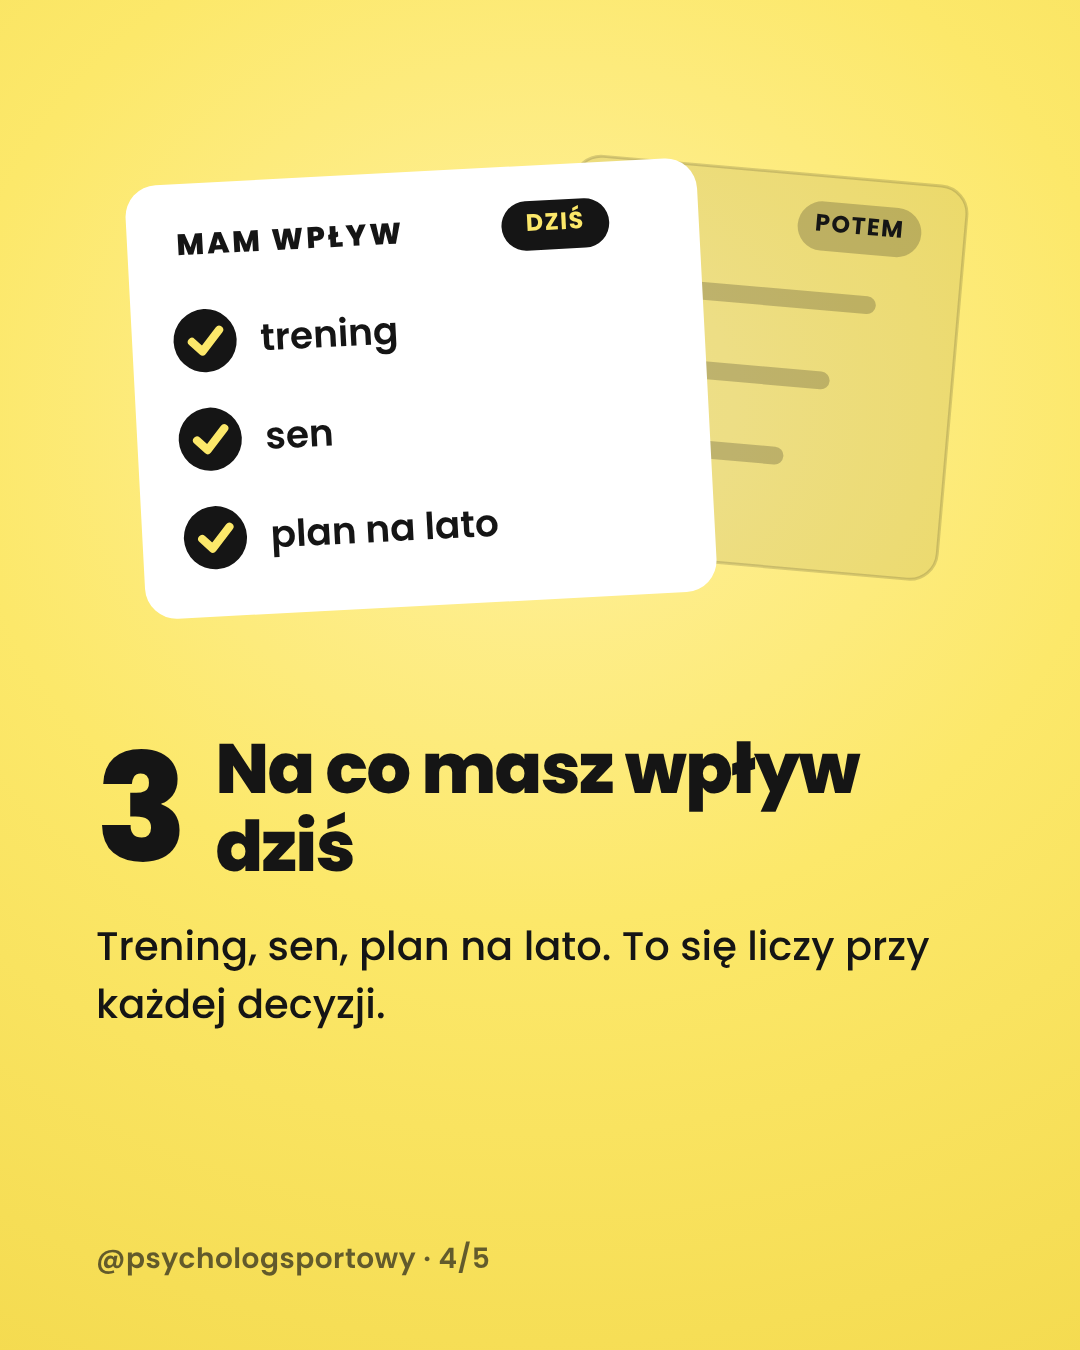 MAM WPŁYW
DZIŚ
POTEM
trening
sen
plan na lato
3
Na co masz wpływ
dziś
Trening, sen, plan na lato. To się liczy przy
każdej decyzji.
@psychologsportowy · 4/5